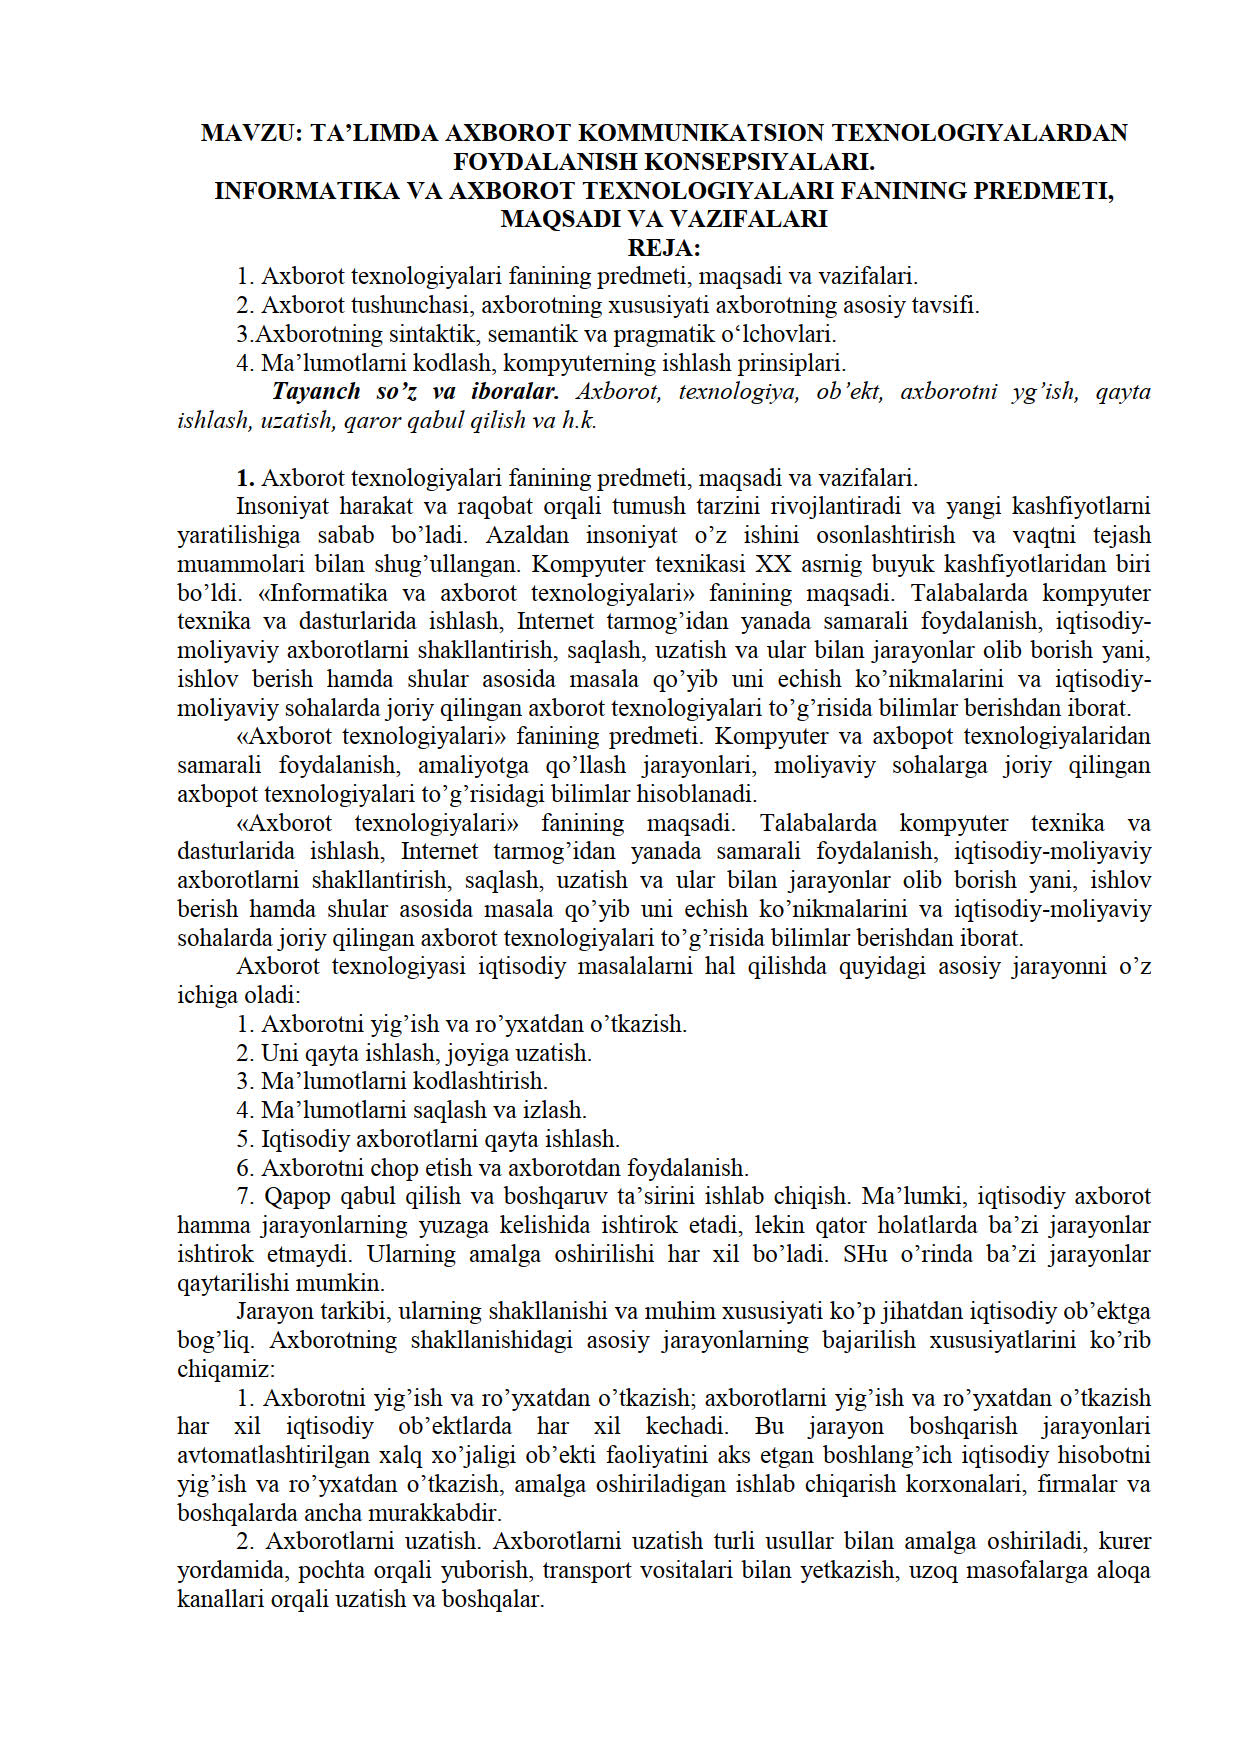 MAVZU: TA’LIMDA AXBOROT KOMMUNIKATSION TEXNOLOGIYALARDAN
FOYDALANISH KONSEPSIYALARI.
INFORMATIKA VA AXBOROT TEXNOLOGIYALARI FANINING PREDMETI,
MAQSADI VA VAZIFALARI
REJA:
1. Axborot texnologiyalari fanining predmeti, maqsadi va vazifalari.
2. Axborot tushunchasi, axborotning xususiyati axborotning asosiy tavsifi.
3.Axborotning sintaktik, semantik va pragmatik o‘lchovlari.
4. Ma’lumotlarni kodlash, kompyuterning ishlash prinsiplari.
Tayanch so’z va iboralar. Axborot, texnologiya, ob’ekt, axborotni yg’ish, qayta
ishlash, uzatish, qaror qabul qilish va h.k.
1. Axborot texnologiyalari fanining predmeti, maqsadi va vazifalari.
Insoniyat harakat va raqobat orqali tumush tarzini rivojlantiradi va yangi kashfiyotlarni
yaratilishiga sabab bo’ladi. Azaldan insoniyat o’z ishini osonlashtirish va vaqtni tejash
muammolari bilan shug’ullangan. Kompyuter texnikasi XX asrnig buyuk kashfiyotlaridan biri
bo’ldi. «Informatika va axborot texnologiyalari» fanining maqsadi. Talabalarda kompyuter
texnika va dasturlarida ishlash, Internet tarmog’idan yanada samarali foydalanish, iqtisodiy-
moliyaviy axborotlarni shakllantirish, saqlash, uzatish va ular bilan jarayonlar olib borish yani,
ishlov berish hamda shular asosida masala qo’yib uni echish ko’nikmalarini va iqtisodiy-
moliyaviy sohalarda joriy qilingan axborot texnologiyalari to’g’risida bilimlar berishdan iborat.
«Axborot texnologiyalari» fanining predmeti. Kompyuter va axbopot texnologiyalaridan
samarali foydalanish, amaliyotga qo’llash jarayonlari, moliyaviy sohalarga joriy qilingan
axbopot texnologiyalari to’g’risidagi bilimlar hisoblanadi.
«Axborot texnologiyalari» fanining maqsadi. Talabalarda kompyuter texnika va
dasturlarida ishlash, Internet tarmog’idan yanada samarali foydalanish, iqtisodiy-moliyaviy
axborotlarni shakllantirish, saqlash, uzatish va ular bilan jarayonlar olib borish yani, ishlov
berish hamda shular asosida masala qo’yib uni echish ko’nikmalarini va iqtisodiy-moliyaviy
sohalarda joriy qilingan axborot texnologiyalari to’g’risida bilimlar berishdan iborat.
Axborot texnologiyasi iqtisodiy masalalarni hal qilishda quyidagi asosiy jarayonni o’z
ichiga oladi:
1. Axborotni yig’ish va ro’yxatdan o’tkazish.
2. Uni qayta ishlash, joyiga uzatish.
3. Ma’lumotlarni kodlashtirish.
4. Ma’lumotlarni saqlash va izlash.
5. Iqtisodiy axborotlarni qayta ishlash.
6. Axborotni chop etish va axborotdan foydalanish.
7. Qapop qabul qilish va boshqaruv ta’sirini ishlab chiqish. Ma’lumki, iqtisodiy axborot
hamma jarayonlarning yuzaga kelishida ishtirok etadi, lekin qator holatlarda ba’zi jarayonlar
ishtirok etmaydi. Ularning amalga oshirilishi har xil bo’ladi. SHu o’rinda ba’zi jarayonlar
qaytarilishi mumkin.
Jarayon tarkibi, ularning shakllanishi va muhim xususiyati ko’p jihatdan iqtisodiy ob’ektga
bog’liq. Axborotning shakllanishidagi asosiy jarayonlarning bajarilish xususiyatlarini ko’rib
chiqamiz:
1. Axborotni yig’ish va ro’yxatdan o’tkazish; axborotlarni yig’ish va ro’yxatdan o’tkazish
har xil iqtisodiy ob’ektlarda har xil kechadi. Bu jarayon boshqarish jarayonlari
avtomatlashtirilgan xalq xo’jaligi ob’ekti faoliyatini aks etgan boshlang’ich iqtisodiy hisobotni
yig’ish va ro’yxatdan o’tkazish, amalga oshiriladigan ishlab chiqarish korxonalari, firmalar va
boshqalarda ancha murakkabdir.
2. Axborotlarni uzatish. Axborotlarni uzatish turli usullar bilan amalga oshiriladi, kurer
yordamida, pochta orqali yuborish, transport vositalari bilan yetkazish, uzoq masofalarga aloqa
kanallari orqali uzatish va boshqalar.